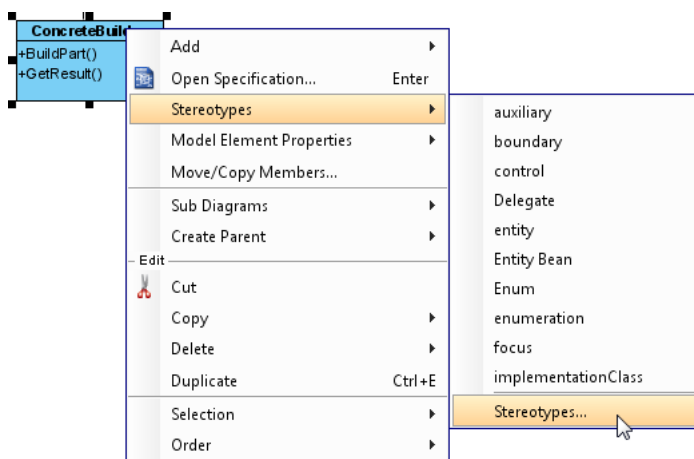 ConcreteBuild
+BuildPart()
+GetResult()
Add
Open Specification... Enter
Stereotypes
Model Element Properties
Move/Copy Members...
Sub Diagrams
Create Parent
Edit
Cut
Copy
Delete
Duplicate Ctrl+E
Selection
Order
auxiliary
boundary
control
Delegate
entity
Entity Bean
Enum
enumeration
focus
implementationClass
Stereotypes...